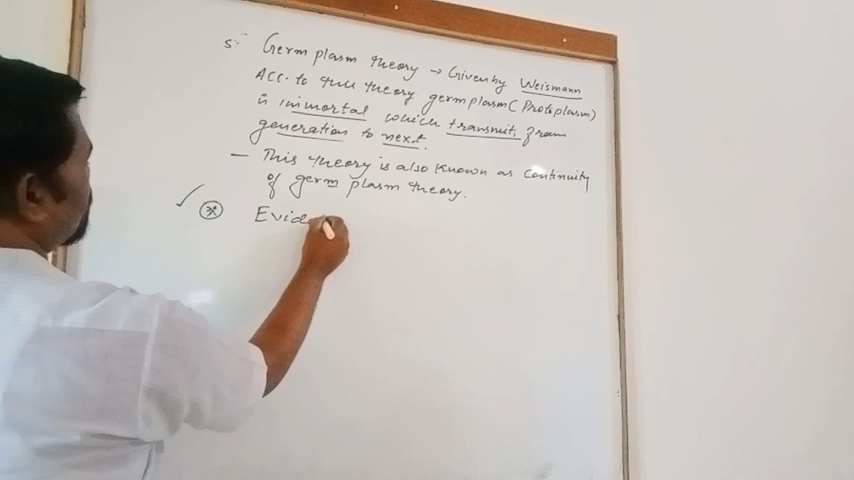 5:- Germ plasm theory → Given by Weismann
Acc. to this theory germplasm (Protoplasm)
is immortal which transmit from
generation to next.
— This theory is also known as continuity
of germ plasm theory.
✓ * Evide